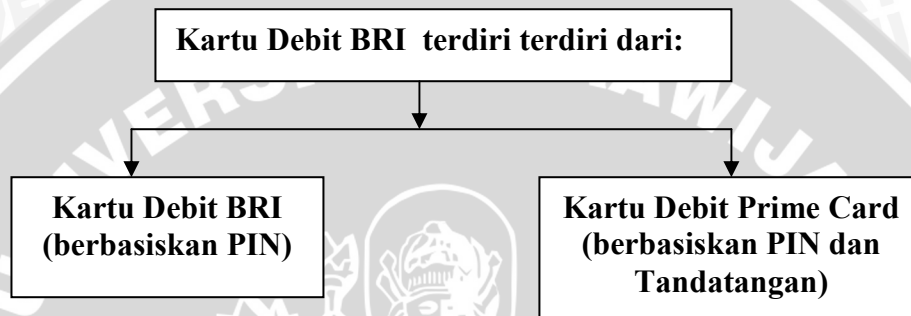 Kartu Debit BRI terdiri terdiri dari:
Kartu Debit BRI
(berbasiskan PIN)
Kartu Debit Prime Card
(berbasiskan PIN dan
Tandatangan)